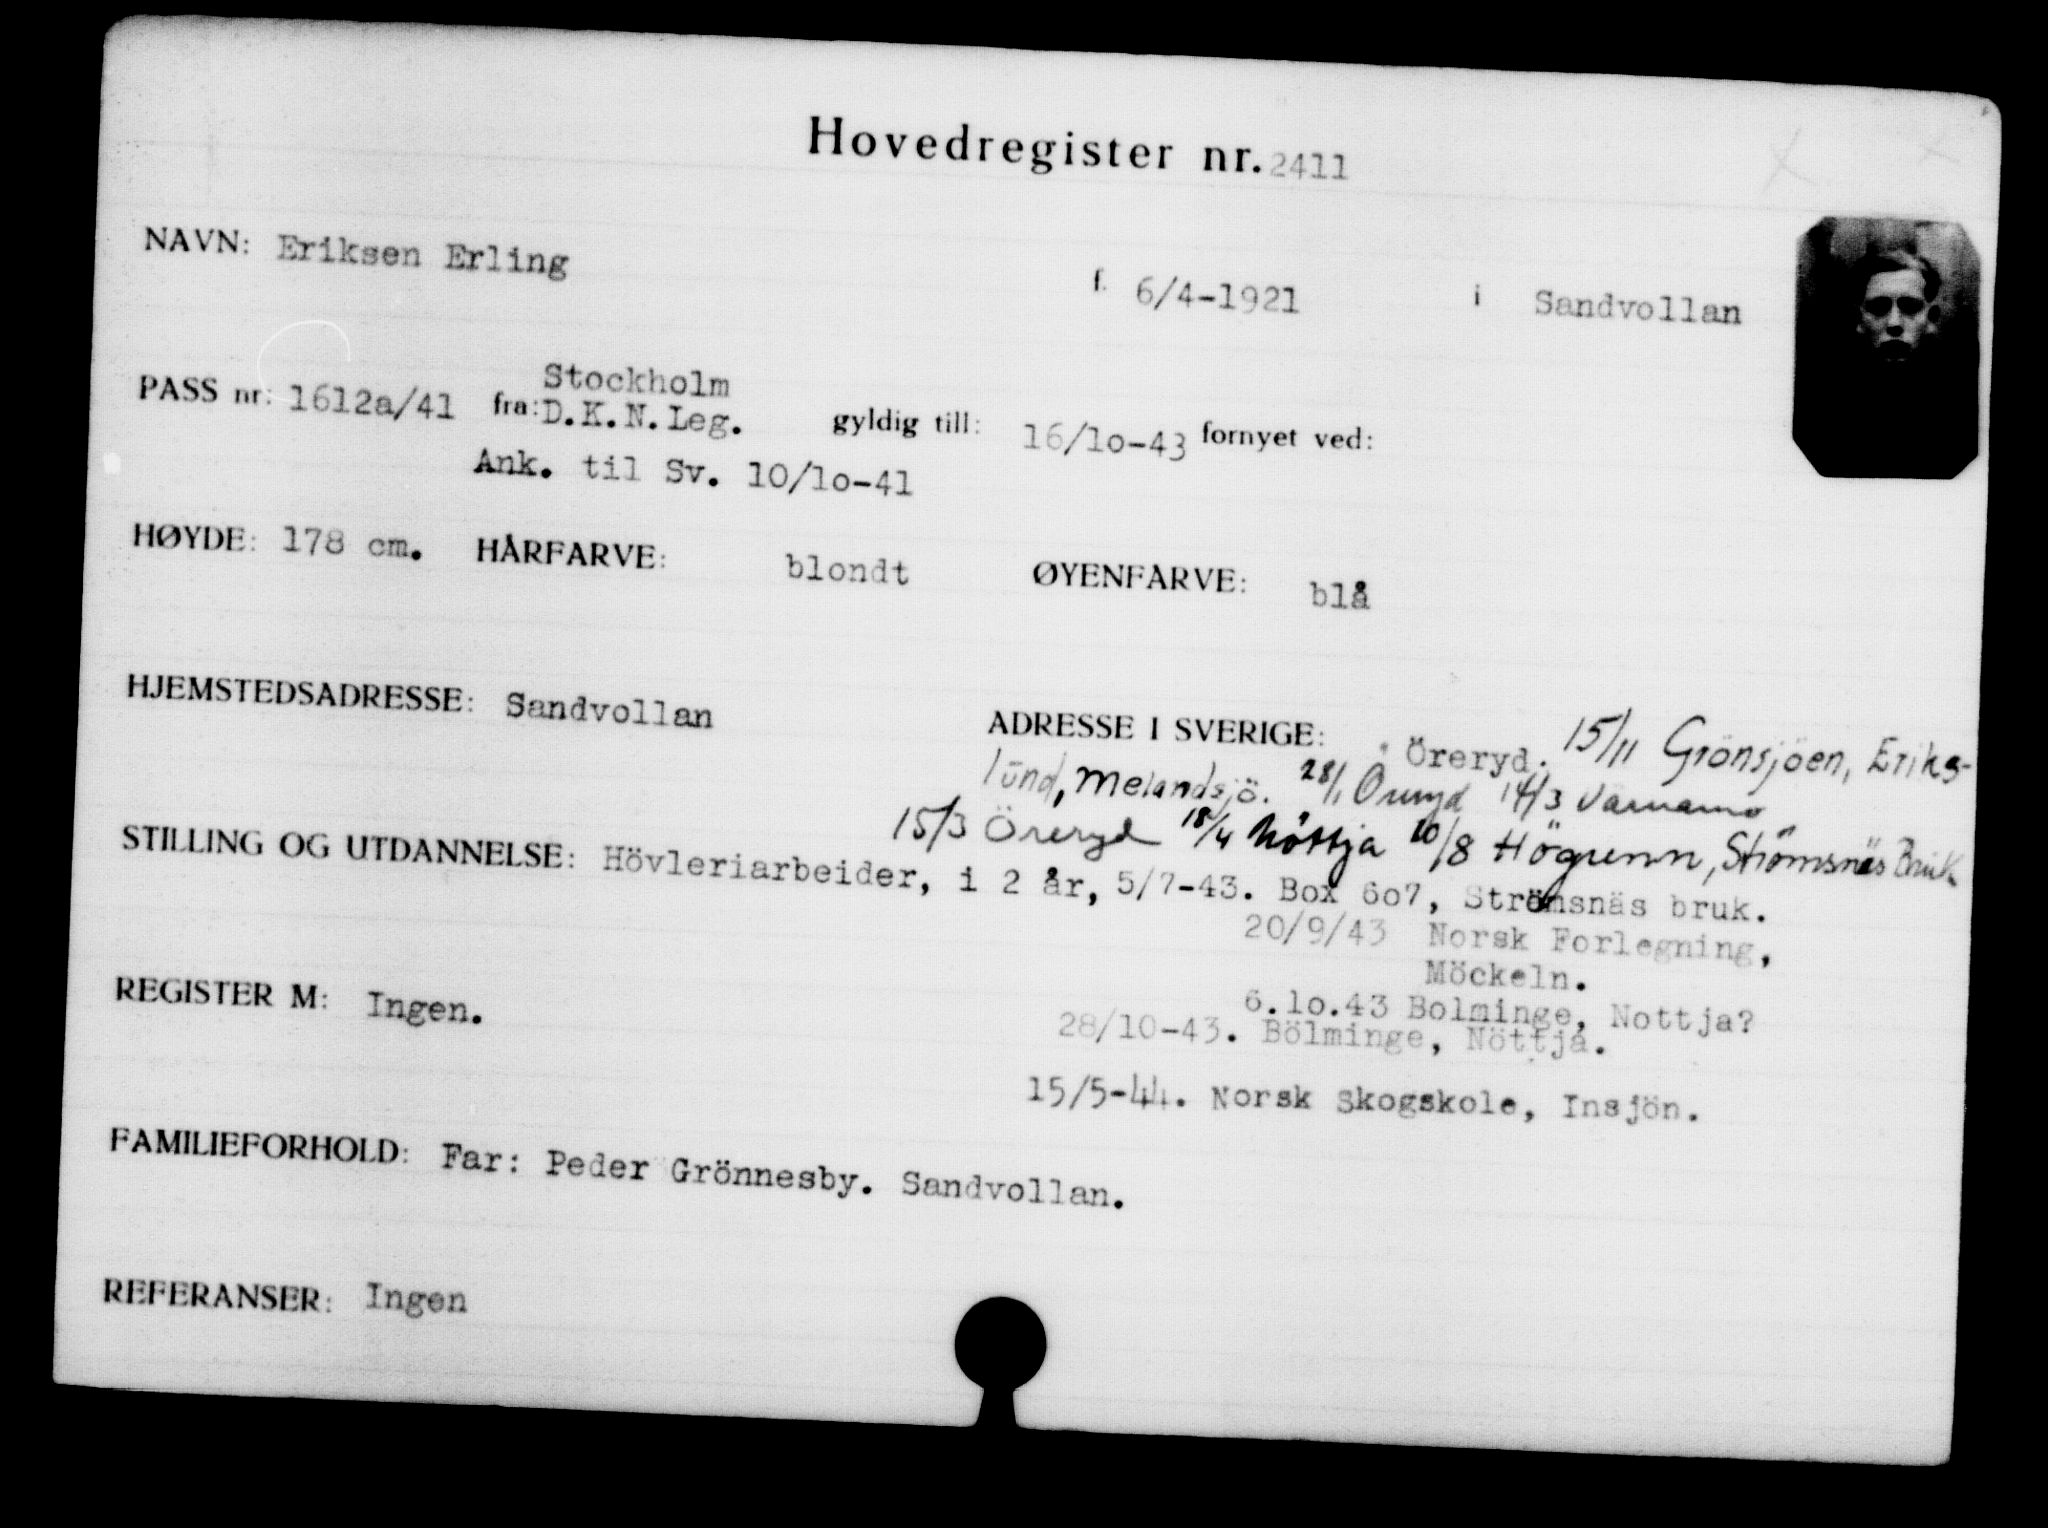 Hovedregister nr. 2411
NAVN: Eriksen Erling f. 6/4-1921 i Sandvollan
Stockholm
PASS nr: 1612a/41 fra: D.K.N.Leg. gyldig till: 16/1o-43 fornyet ved:
Ank. til Sv. 10/1o-41
HØYDE: 178 cm. HÅRFARVE: blondt ØYENFARVE: blå
HJEMSTEDSADRESSE: Sandvollan ADRESSE I SVERIGE: Öreryd. 15/11 Grönsjöen, Eriks-
lund, Melandsjö. 28/1 Öreryd 14/3 Värnamo
15/3 Öreryd 18/4 Nöttja 10/8 Strömsnäs Bruk
STILLING OG UTDANNELSE: Hövleriarbeider, i 2 år, 5/7-43. Box 6o7, Strömsnäs bruk.
20/9/43 Norsk Forlegning,
Möckeln.
REGISTER M: Ingen.
6.1o.43 Bolminge, Nottja?
28/10-43. Bölminge, Nöttja.
15/5-44. Norsk Skogskole, Insjön.
FAMILIEFORHOLD: Far: Peder Grönnesby. Sandvollan.
REFERANSER: Ingen